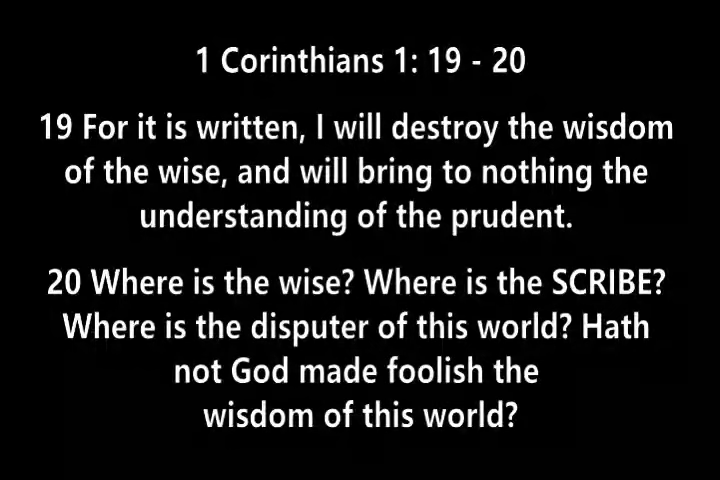 1 Corinthians 1: 19 - 20
19 For it is written, I will destroy the wisdom
of the wise, and will bring to nothing the
understanding of the prudent.
20 Where is the wise? Where is the SCRIBE?
Where is the disputer of this world? Hath
not God made foolish the
wisdom of this world?